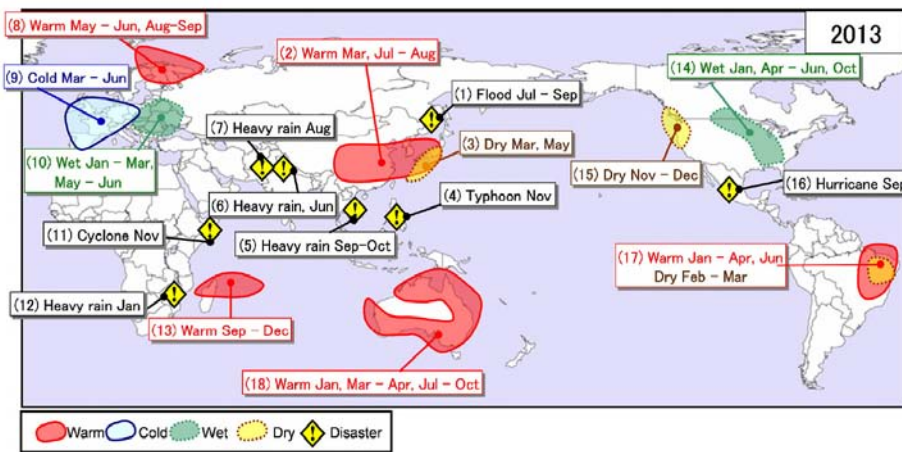 2013
(8) Warm May - Jun, Aug-Sep
(2) Warm Mar, Jul - Aug
(14) Wet Jan, Apr - Jun, Oct
(9) Cold Mar - Jun
(1) Flood Jul - Sep
(7) Heavy rain Aug
(3) Dry Mar, May
(10) Wet Jan - Mar,
May - Jun
(15) Dry Nov - Dec
(16) Hurricane Sep
(6) Heavy rain, Jun
(4) Typhoon Nov
(11) Cyclone Nov
(5) Heavy rain Sep-Oct
(17) Warm Jan - Apr, Jun
Dry Feb - Mar
(12) Heavy rain Jan
(13) Warm Sep - Dec
(18) Warm Jan, Mar - Apr, Jul - Oct
Warm Cold Wet Dry Disaster